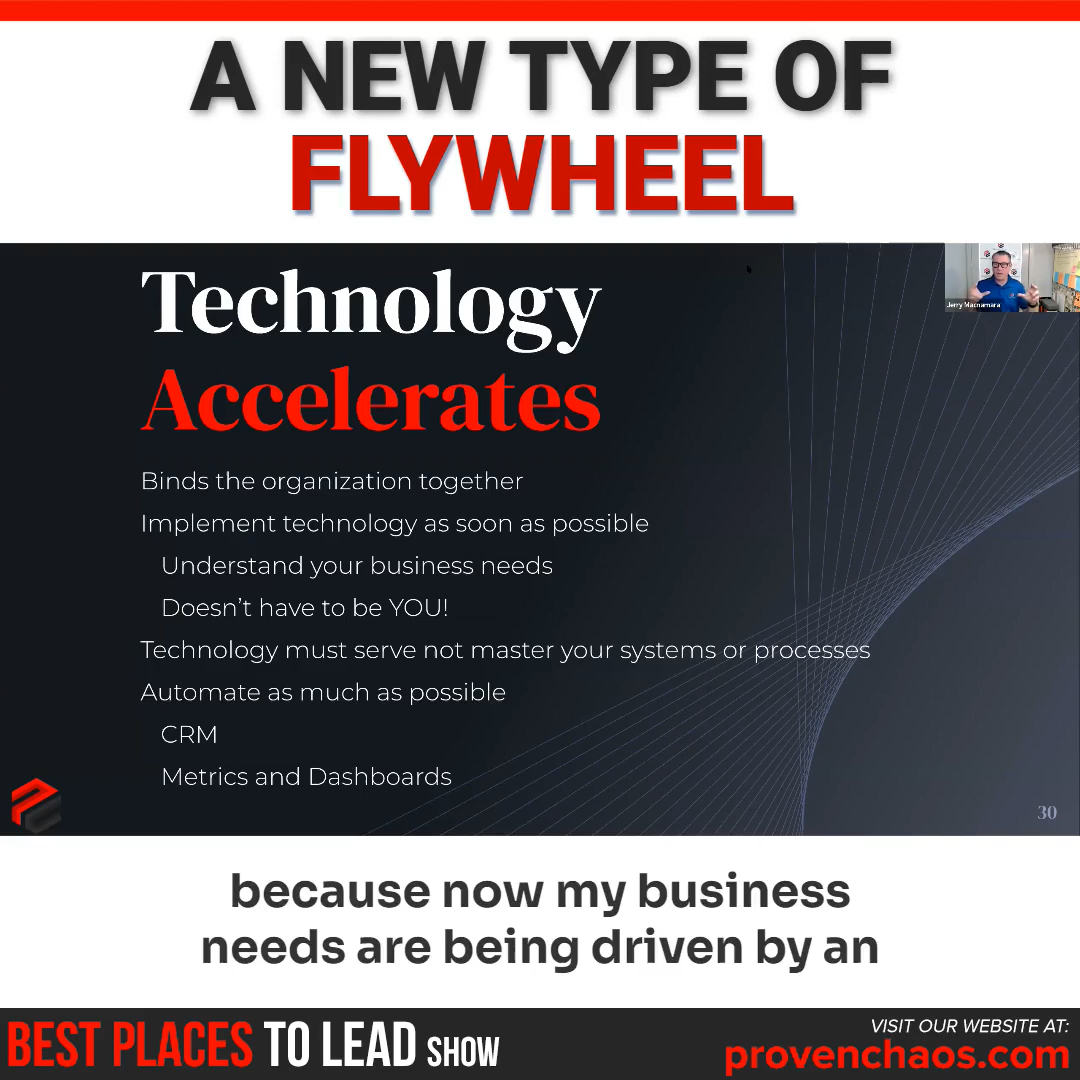 A NEW TYPE OF
FLYWHEEL
Technology
Accelerates
Jerry Macnamara
Binds the organization together
Implement technology as soon as possible
Understand your business needs
Doesn't have to be YOU!
Technology must serve not master your systems or processes
Automate as much as possible
CRM
Metrics and Dashboards
30
because now my business
needs are being driven by an
BEST PLACES TO LEAD SHOW
VISIT OUR WEBSITE AT:
provenchaos.com